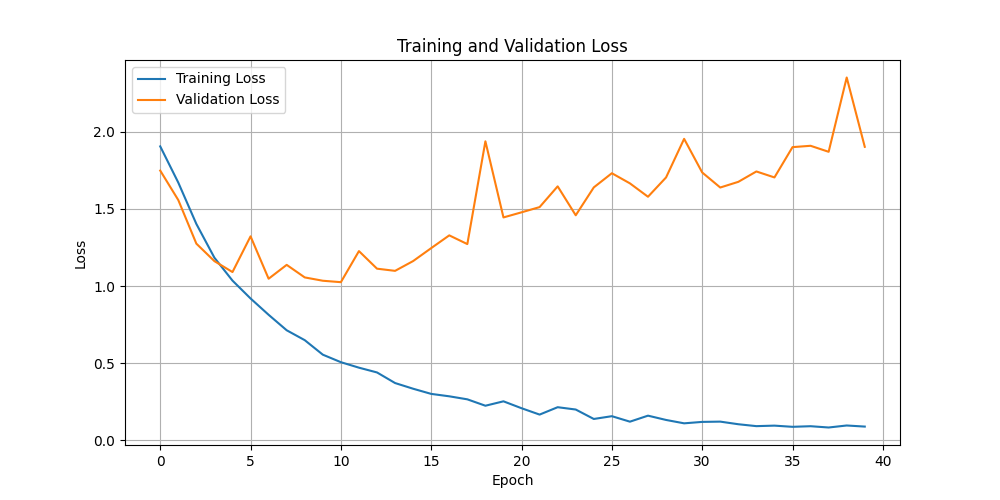 Training and Validation Loss
Training Loss
Validation Loss
2.0
1.5
1.0
0.5
0.0
Loss
0 5 10 15 20 25 30 35 40
Epoch